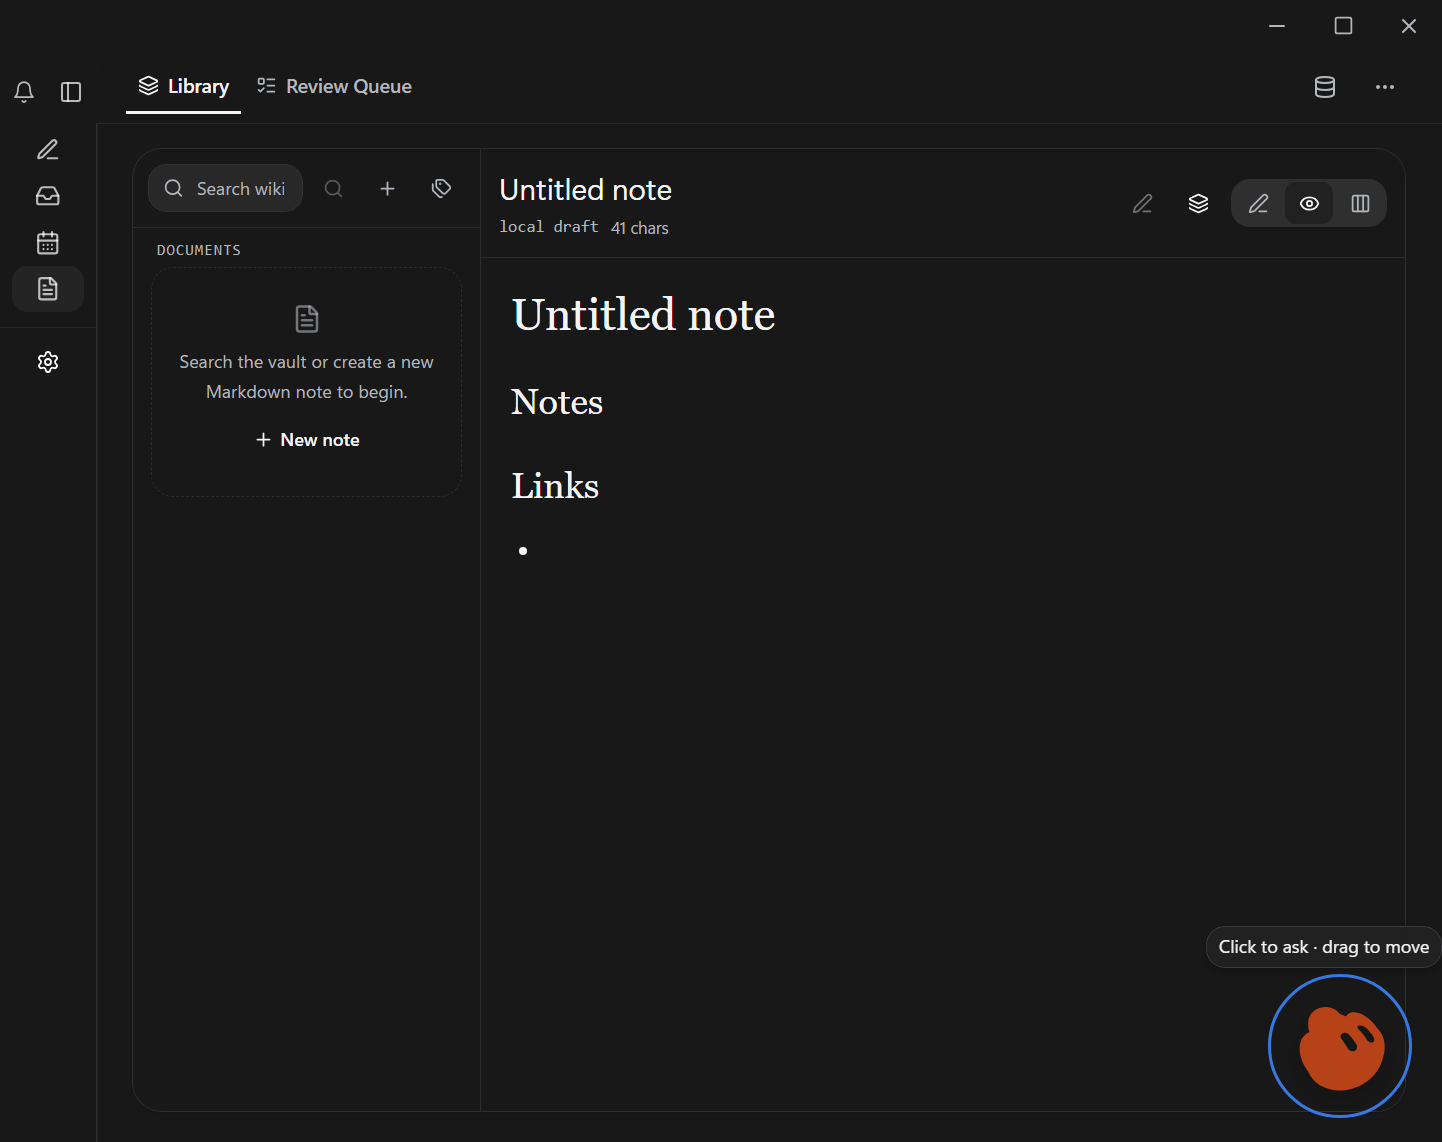 Library
Review Queue
Search wiki
DOCUMENTS
Search the vault or create a new
Markdown note to begin.
New note
Untitled note
local draft 41 chars
Untitled note
Notes
Links
Click to ask · drag to move